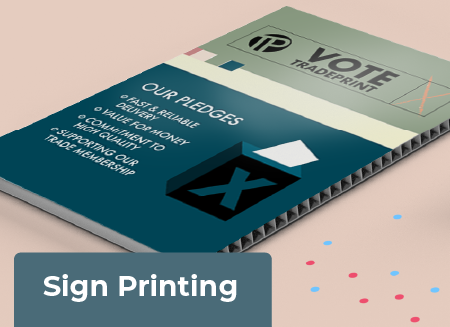 TP
VOTE
TRADEPRINT
X
OUR PLEDGES
FAST & RELIABLE
DELIVERY
VALUE FOR MONEY
COMMITMENT TO
HIGH QUALITY
SUPPORTING OUR
TRADE MEMBERSHIP
X
Sign Printing